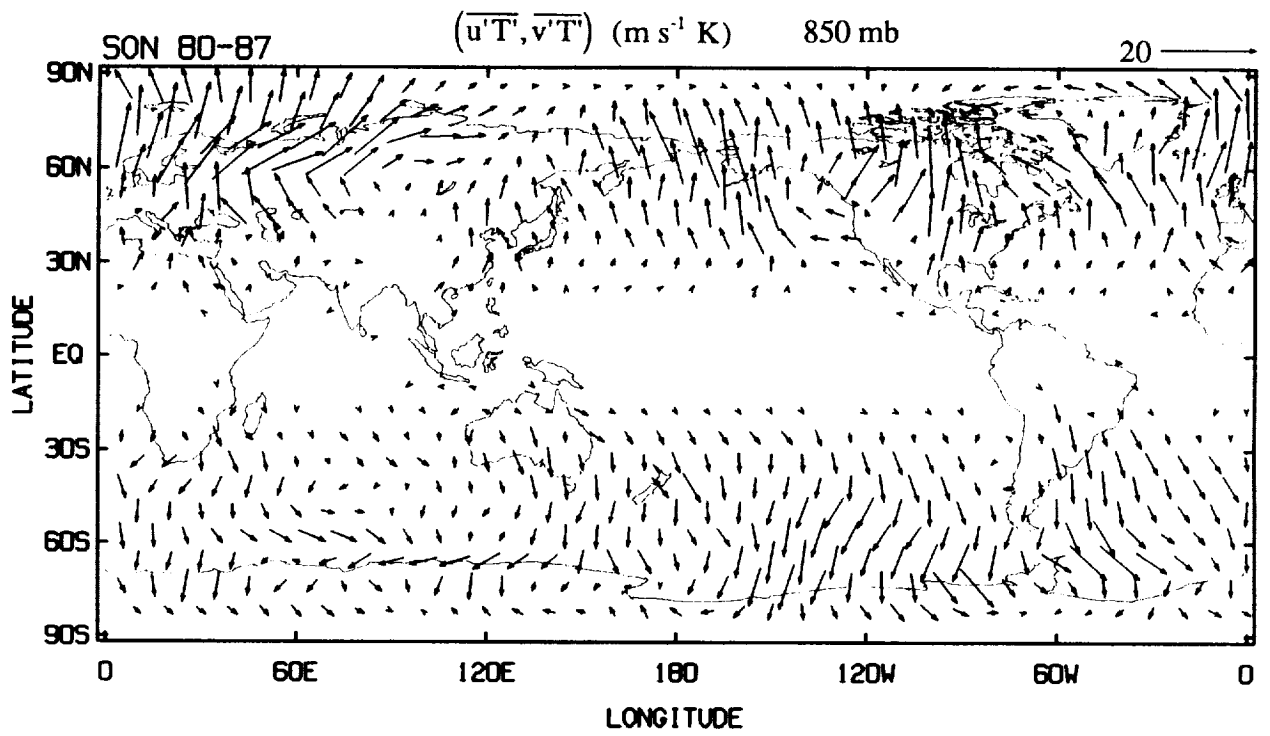 (u'T', v'T') (m s⁻¹ K) 850 mb
SON 80-87
20
90N
60N
30N
EQ
30S
60S
90S
LATITUDE
0 60E 120E 180 120W 60W 0
LONGITUDE